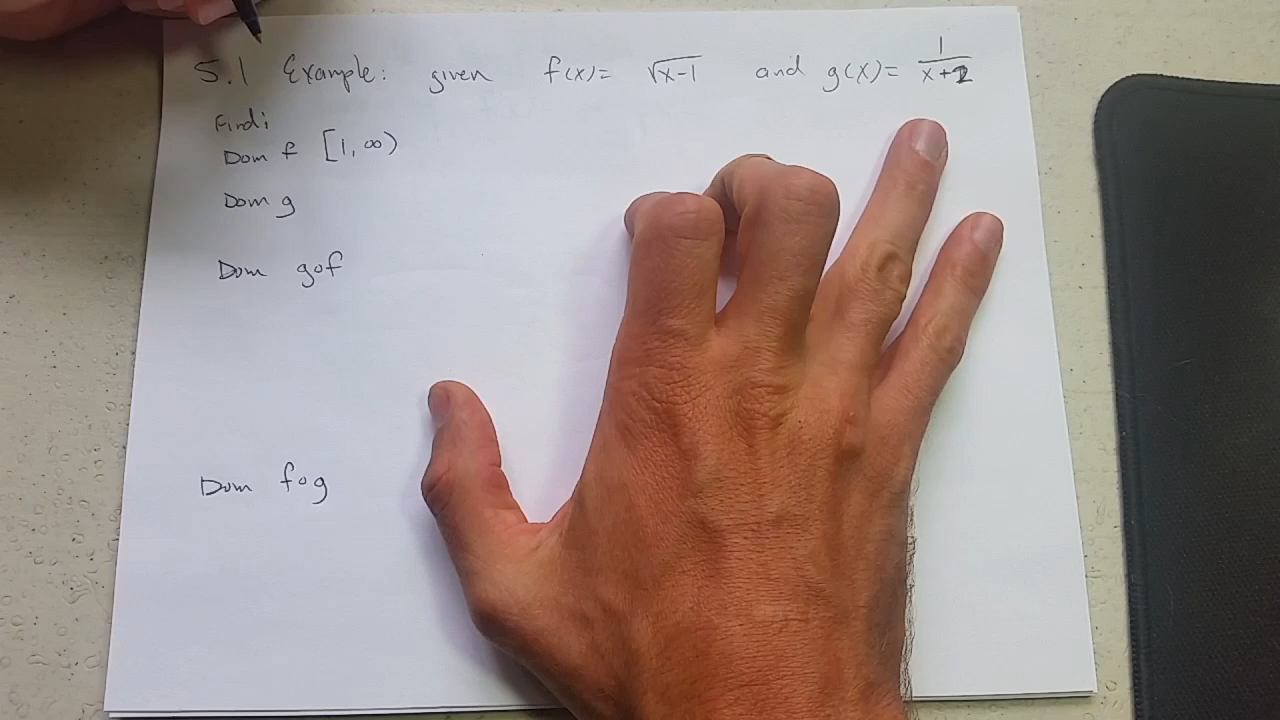 5.1 Example: given f(x)= √x-1 and g(x)= 1/x+2
Find:
Dom f [1,∞)
Dom g
Dom g∘f
Dom f∘g